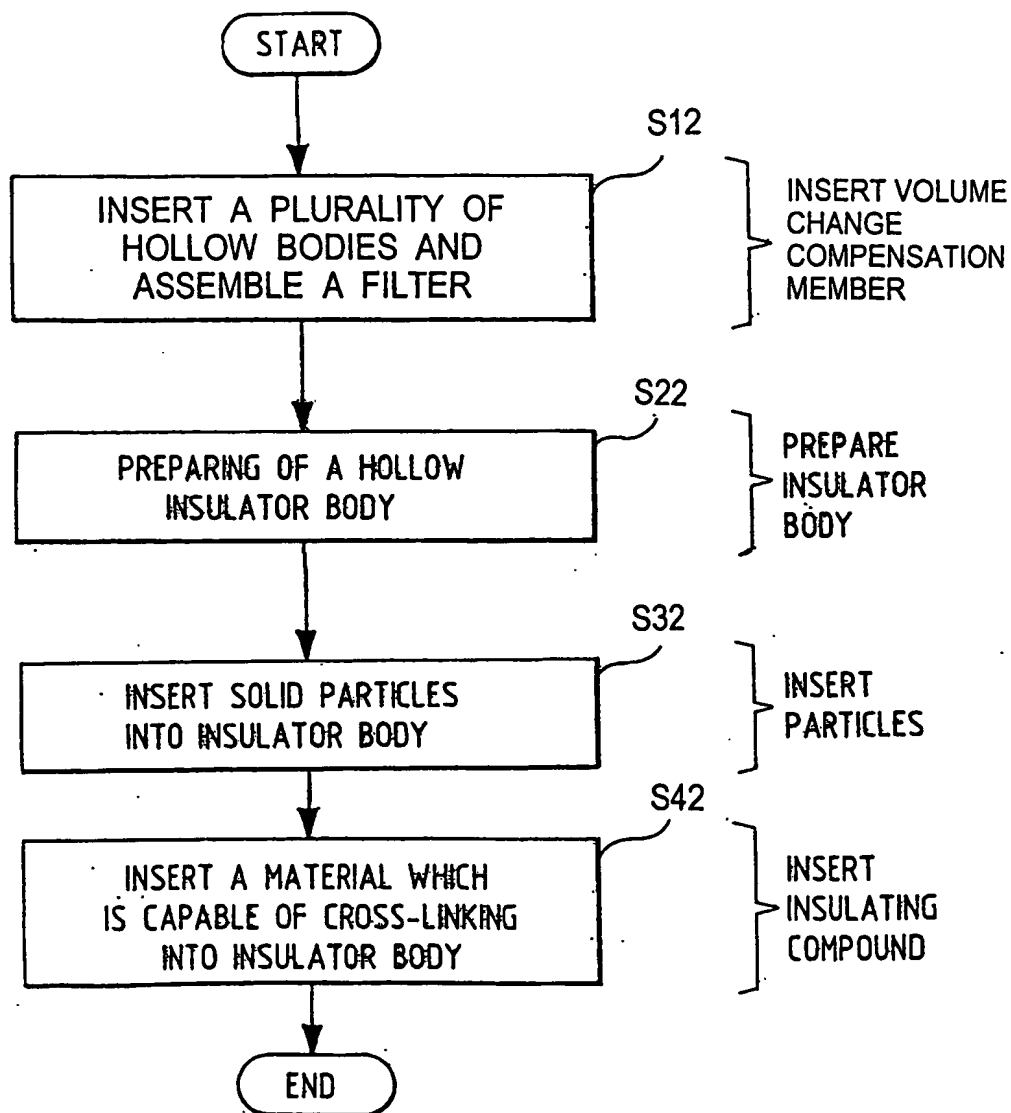 START
S12
INSERT A PLURALITY OF
HOLLOW BODIES AND
ASSEMBLE A FILTER
INSERT VOLUME
CHANGE
COMPENSATION
MEMBER
S22
PREPARING OF A HOLLOW
INSULATOR BODY
PREPARE
INSULATOR
BODY
S32
INSERT SOLID PARTICLES
INTO INSULATOR BODY
INSERT
PARTICLES
S42
INSERT A MATERIAL WHICH
IS CAPABLE OF CROSS-LINKING
INTO INSULATOR BODY
INSERT
INSULATING
COMPOUND
END